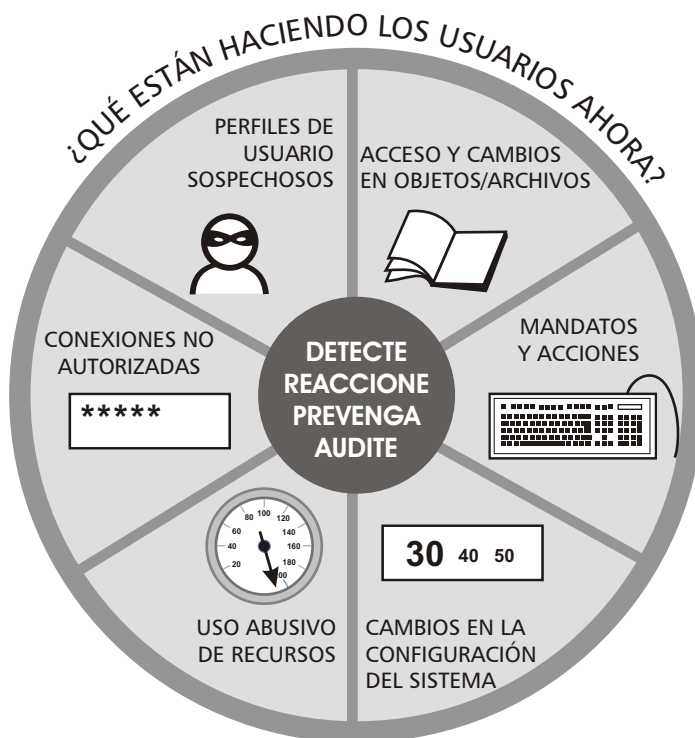 ¿QUÉ ESTÁN HACIENDO LOS USUARIOS AHORA?
PERFILES DE
USUARIO
SOSPECHOSOS
ACCESO Y CAMBIOS
EN OBJETOS/ARCHIVOS
CONEXIONES NO
AUTORIZADAS
*****
DETECTE
REACCIONE
PREVENGA
AUDITE
MANDATOS
Y ACCIONES
20
40
60
80
100
120
140
160
180
200
USO ABUSIVO
DE RECURSOS
30 40 50
CAMBIOS EN LA
CONFIGURACIÓN
DEL SISTEMA